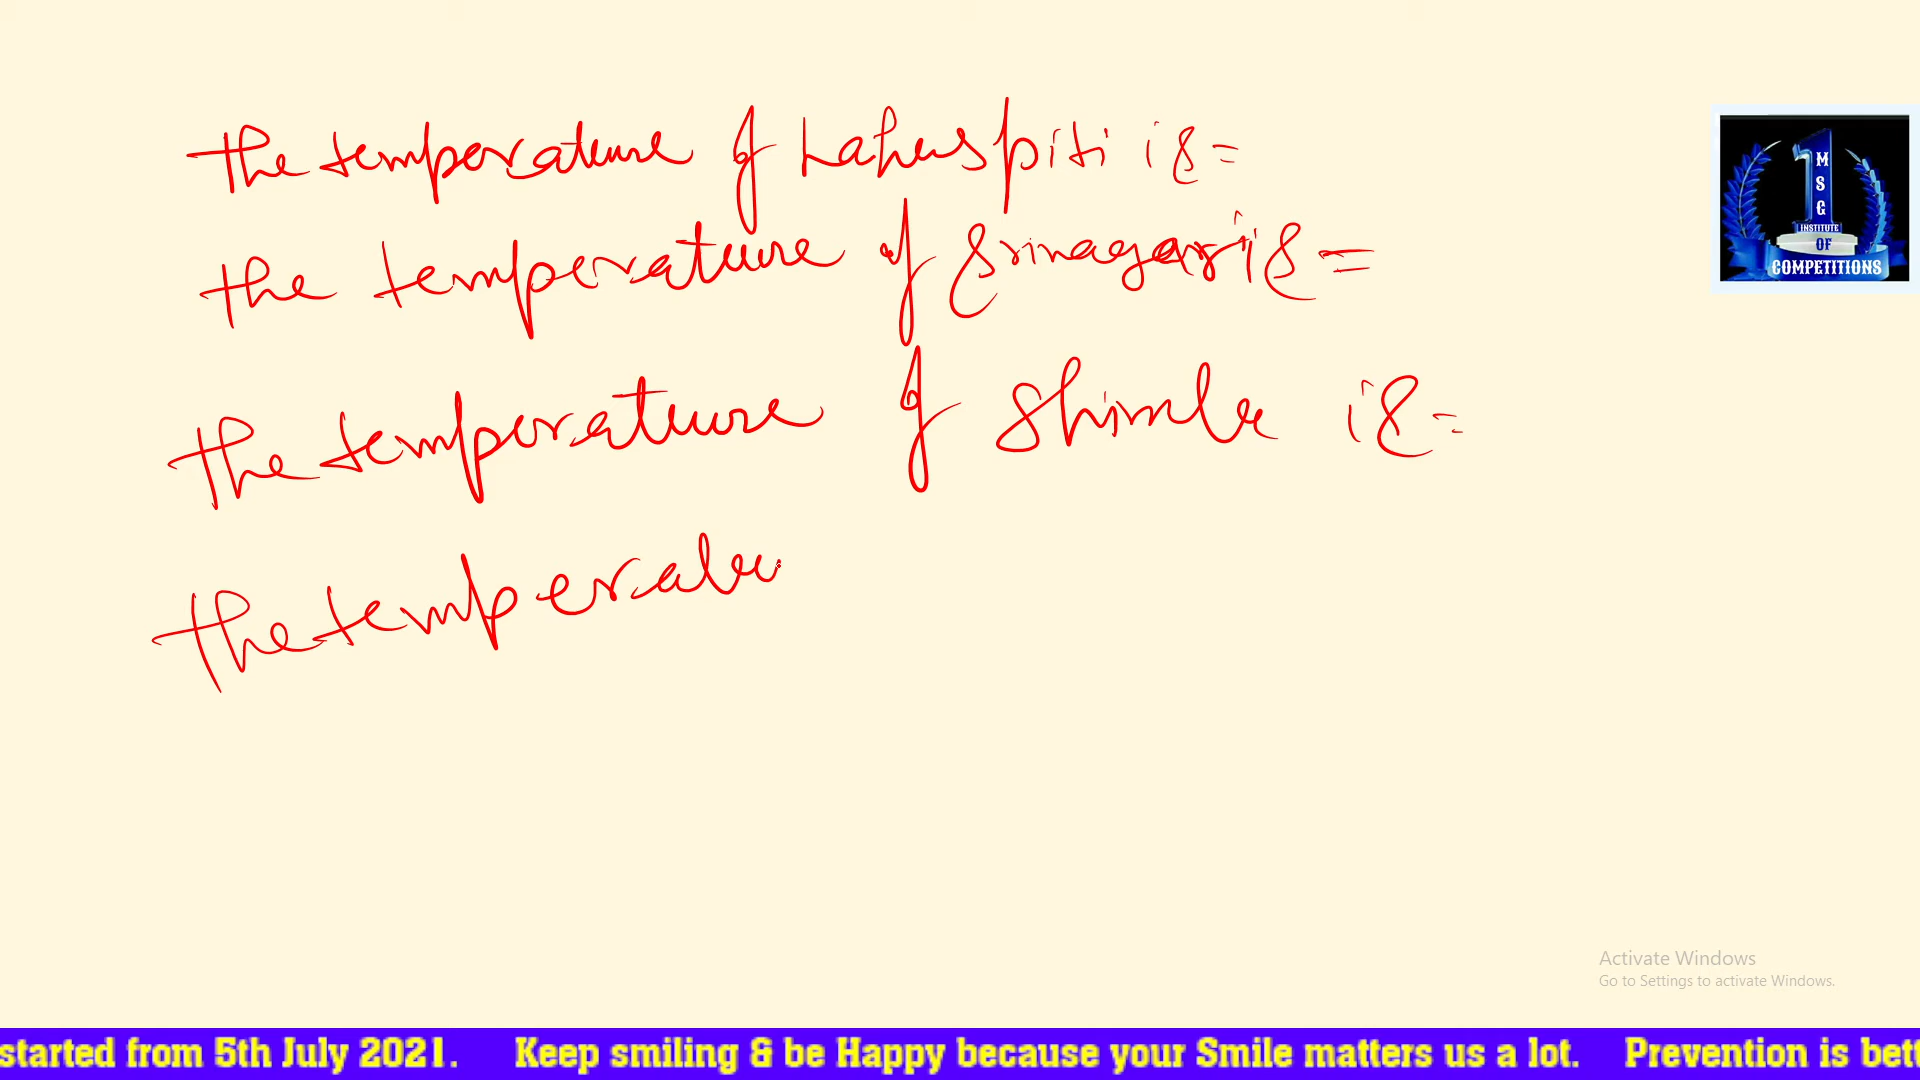 the temperature of Lahuspiti is =
the temperature of Srinagar is =
the temperature of Shimla is =
the temperatu
1
M
S
G
INSTITUTE
OF
COMPETITIONS
Activate Windows
Go to Settings to activate Windows.
started from 5th July 2021. Keep smiling & be Happy because your Smile matters us a lot. Prevention is bett